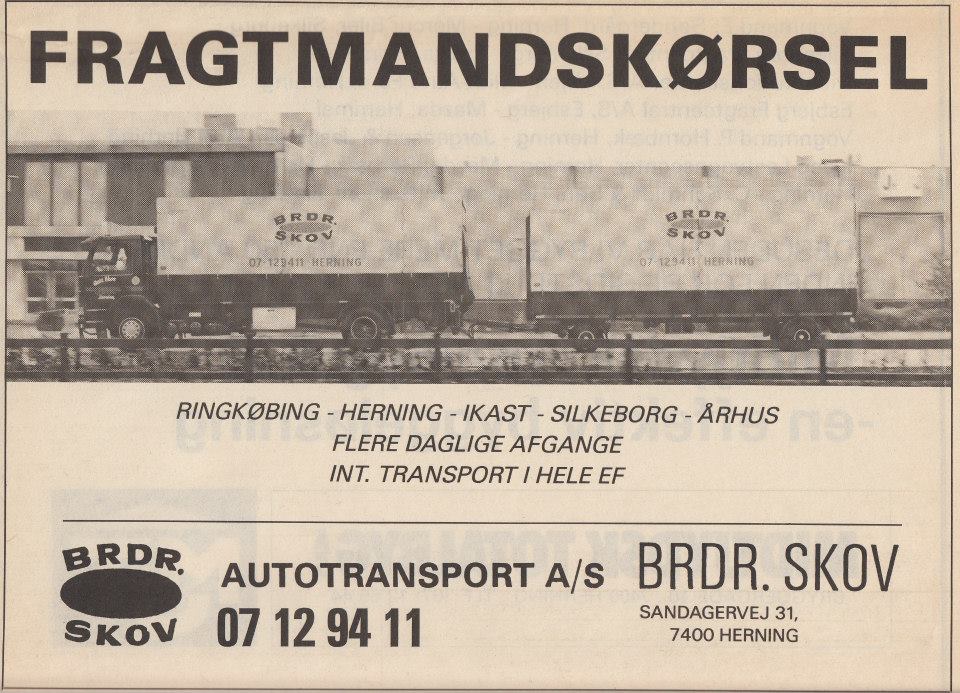 FRAGTMANDSKØRSEL
BRDR.
SKOV
07-129411 HERNING
BRDR.
SKOV
07-129411 HERNING
RINGKØBING - HERNING - IKAST - SILKEBORG - ÅRHUS
FLERE DAGLIGE AFGANGE
INT. TRANSPORT I HELE EF
BRDR.
SKOV
AUTOTRANSPORT A/S
07 12 94 11
BRDR. SKOV
SANDAGERVEJ 31,
7400 HERNING